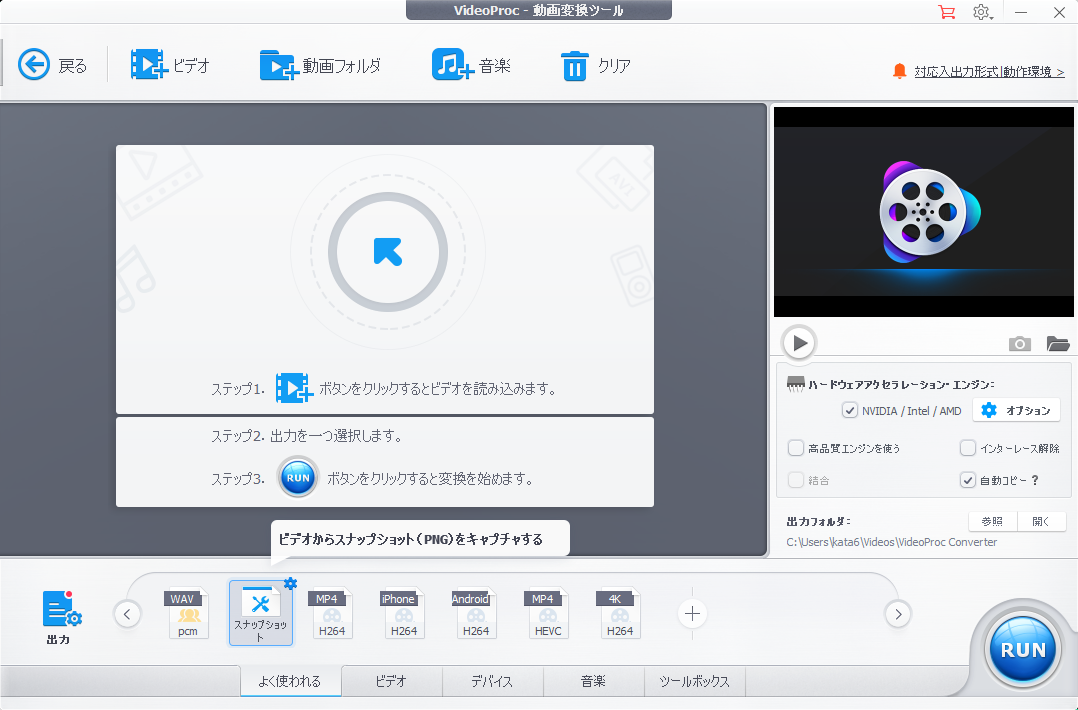 VideoProc - 動画変換ツール
戻る
ビデオ
動画フォルダ
音楽
クリア
対応入出力形式|動作環境 >
AVI
ステップ1. ボタンをクリックするとビデオを読み込みます。
ステップ2. 出力を一つ選択します。
ステップ3. RUN ボタンをクリックすると変換を始めます。
ハードウェアアクセラレーション・エンジン:
NVIDIA / Intel / AMD
オプション
高品質エンジンを使う
インターレース解除
結合
自動コピー ?
出力フォルダ:
参照
開く
C:\Users\kata6\Videos\VideoProc Converter
ビデオからスナップショット(PNG)をキャプチャする
出力
WAV
pcm
スナップショッ
ト
MP4
H264
iPhone
H264
Android
H264
MP4
HEVC
4K
H264
RUN
よく使われる
ビデオ
デバイス
音楽
ツールボックス